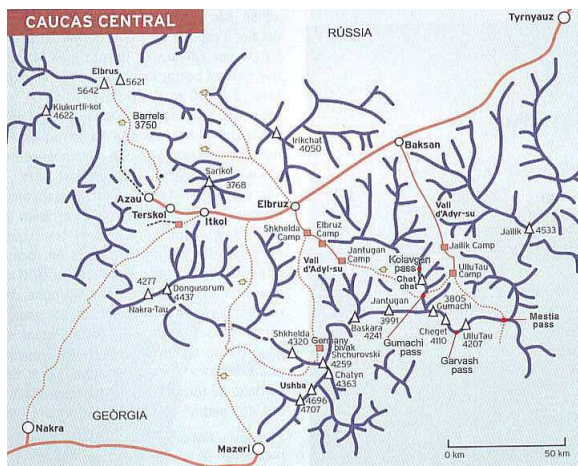 CAUCAS CENTRAL
RÚSSIA
Tyrnyauz
Elbrus
5621
5642
Kiukurtli-kol
4622
Barrels
3750
Irikchat
4050
Baksan
Sarikol
3768
Azau
Terskol
Itkol
Elbruz
Shkhelda
Camp
Elbruz
Camp
Jantugan
Camp
Vall
d'Adyl-su
Vall
d'Adyr-su
Jailik
4533
Jailik Camp
UlluTau
Camp
Koiavgan
pass
Chot
chat
4277
Nakra-Tau
Dongusorum
4437
Jantugan
3991
3805
Gumachi
Mestia
pass
Baskara
4241
Gumachi
pass
Cheget
4110
UlluTau
4207
Garvash
pass
Shkhelda
4320
Germany
bivak
Shchurovski
4259
Chatyn
4363
Ushba
4696
4707
GEÒRGIA
Nakra
Mazeri
0 km
50 km